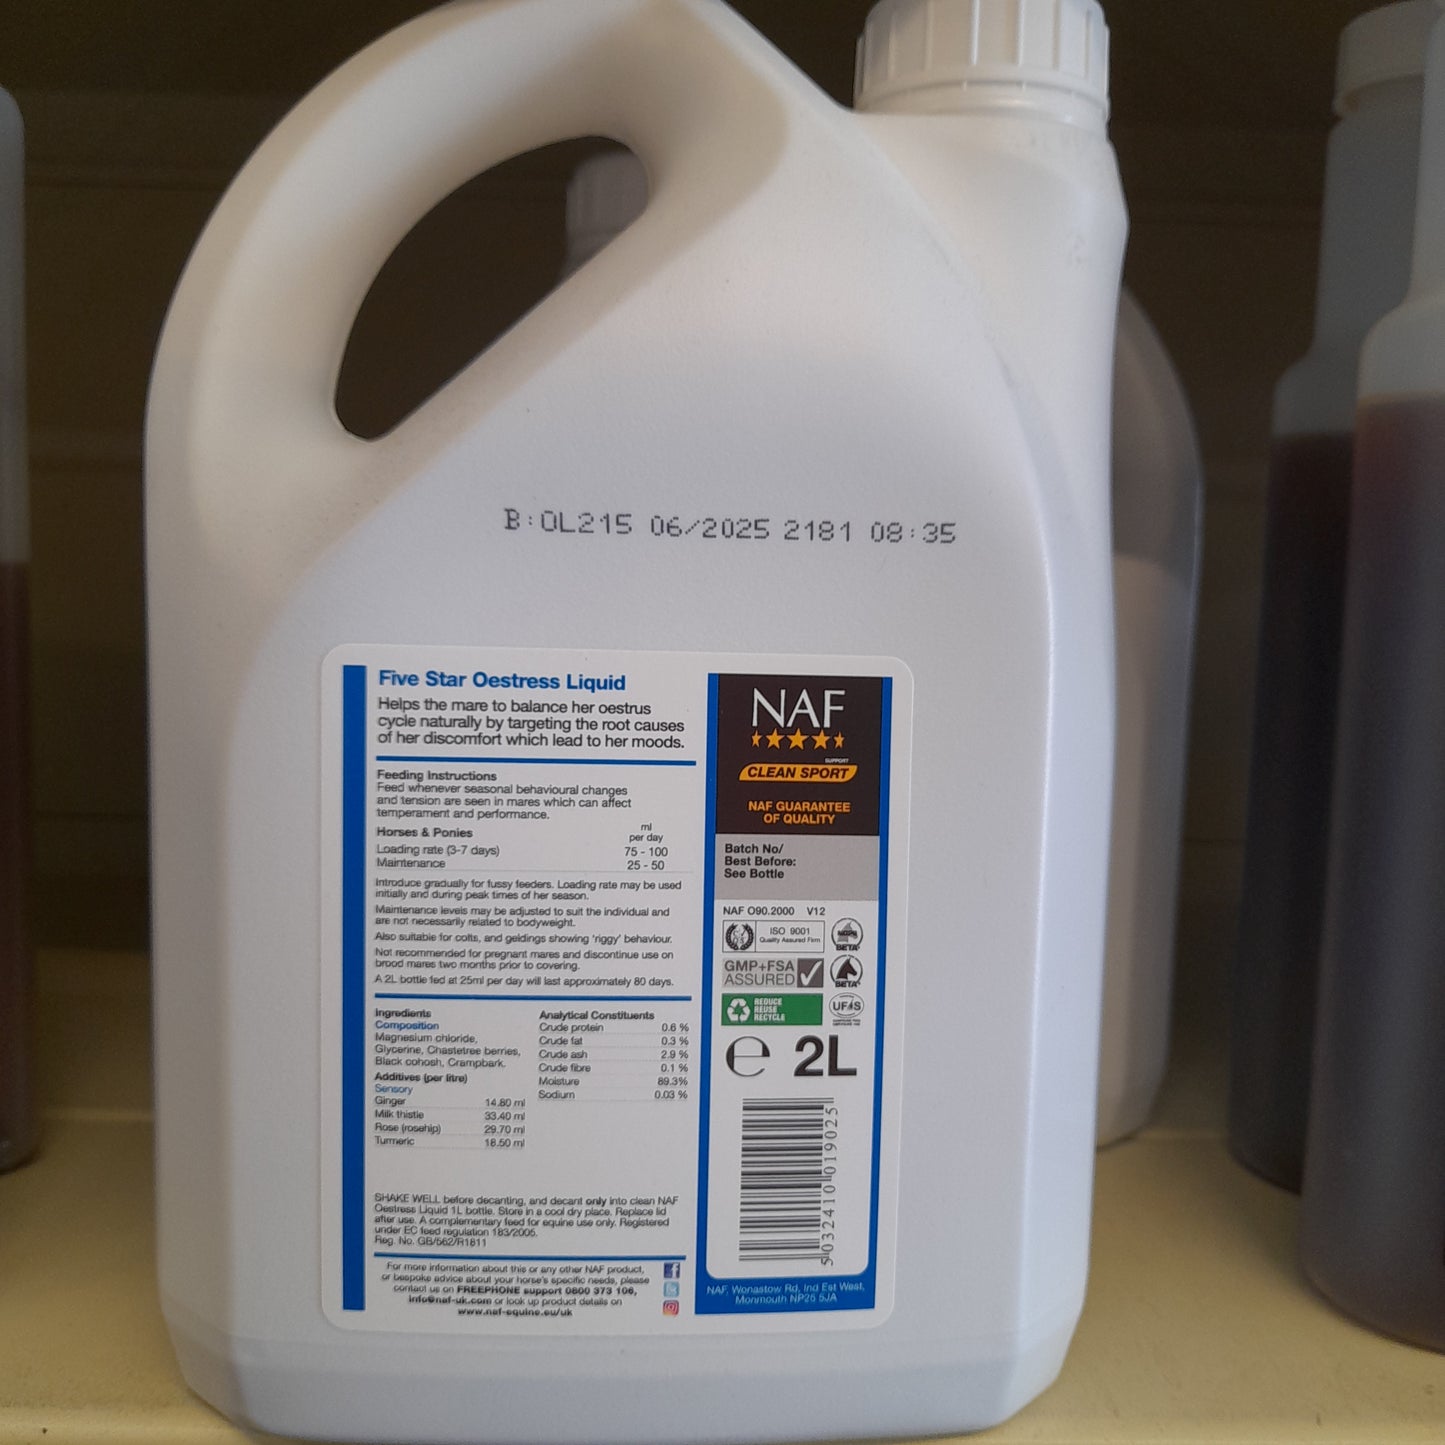 B:OL215 06/2025 2181 08:35
Five Star Oestress Liquid
Helps the mare to balance her oestrus
cycle naturally by targeting the root causes
of her discomfort which lead to her moods.
Feeding Instructions
Feed whenever seasonal behavioural changes
and tension are seen in mares which can affect
temperament and performance.
ml
Horses & Ponies per day
Loading rate (3-7 days) 75 - 100
Maintenance 25 - 50
Introduce gradually for fussy feeders. Loading rate may be used
initially and during peak times of her season.
Maintenance levels may be adjusted to suit the individual and
are not necessarily related to bodyweight.
Also suitable for colts, and geldings showing 'riggy' behaviour.
Not recommended for pregnant mares and discontinue use on
brood mares two months prior to covering.
A 2L bottle fed at 25ml per day will last approximately 80 days.
Ingredients
Composition
Magnesium chloride,
Glycerine, Chastetree berries,
Black cohosh, Crampbark.
Additives (per litre)
Sensory
Ginger 14.80 ml
Milk thistle 33.40 ml
Rose (rosehip) 29.70 ml
Turmeric 18.50 ml
Analytical Constituents
Crude protein 0.6 %
Crude fat 0.3 %
Crude ash 2.9 %
Crude fibre 0.1 %
Moisture 89.3%
Sodium 0.03 %
SHAKE WELL before decanting, and decant only into clean NAF
Oestress Liquid 1L bottle. Store in a cool dry place. Replace lid
after use. A complementary feed for equine use only. Registered
under EC feed regulation 183/2005.
Reg. No. GB/562/R1811
For more information about this or any other NAF product,
or bespoke advice about your horse's specific needs, please
contact us on FREEPHONE support 0800 373 106,
info@naf-uk.com or look up product details on
www.naf-equine.eu/uk
NAF
SUPPORT
CLEAN SPORT
NAF GUARANTEE
OF QUALITY
Batch No/
Best Before:
See Bottle
NAF O90.2000 V12
ISO 9001
Quality Assured Firm
NOPS
BETA
GMP+FSA
ASSURED
BETA
REDUCE
REUSE
RECYCLE
UFAS
e 2L
5 032410 019025
NAF, Wonastow Rd, Ind Est West,
Monmouth NP25 5JA